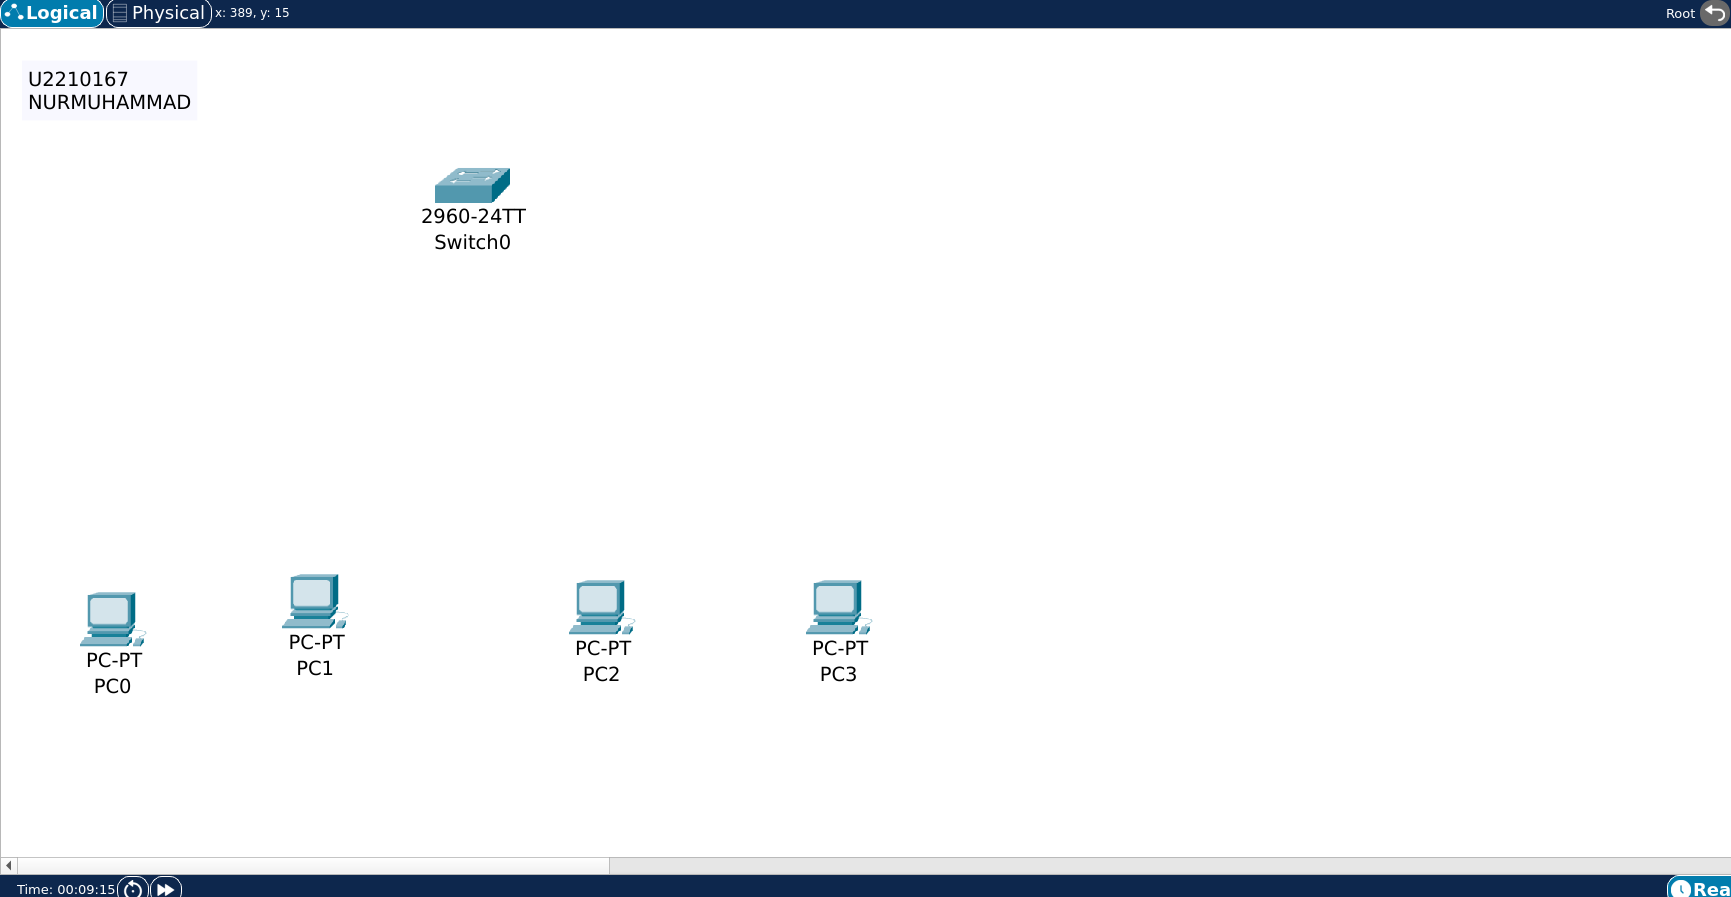 Logical Physical x: 389, y: 15 Root
U2210167
NURMUHAMMAD
2960-24TT
Switch0
PC-PT
PC0
PC-PT
PC1
PC-PT
PC2
PC-PT
PC3
Time: 00:09:15
Rea